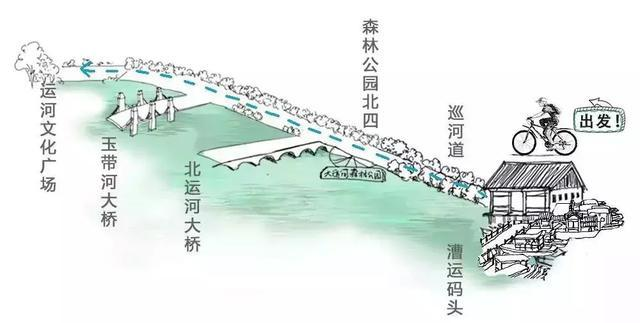 运河文化广场
玉带河大桥
北运河大桥
森林公园北四
大运河森林公园
巡河道
漕运码头
出发!